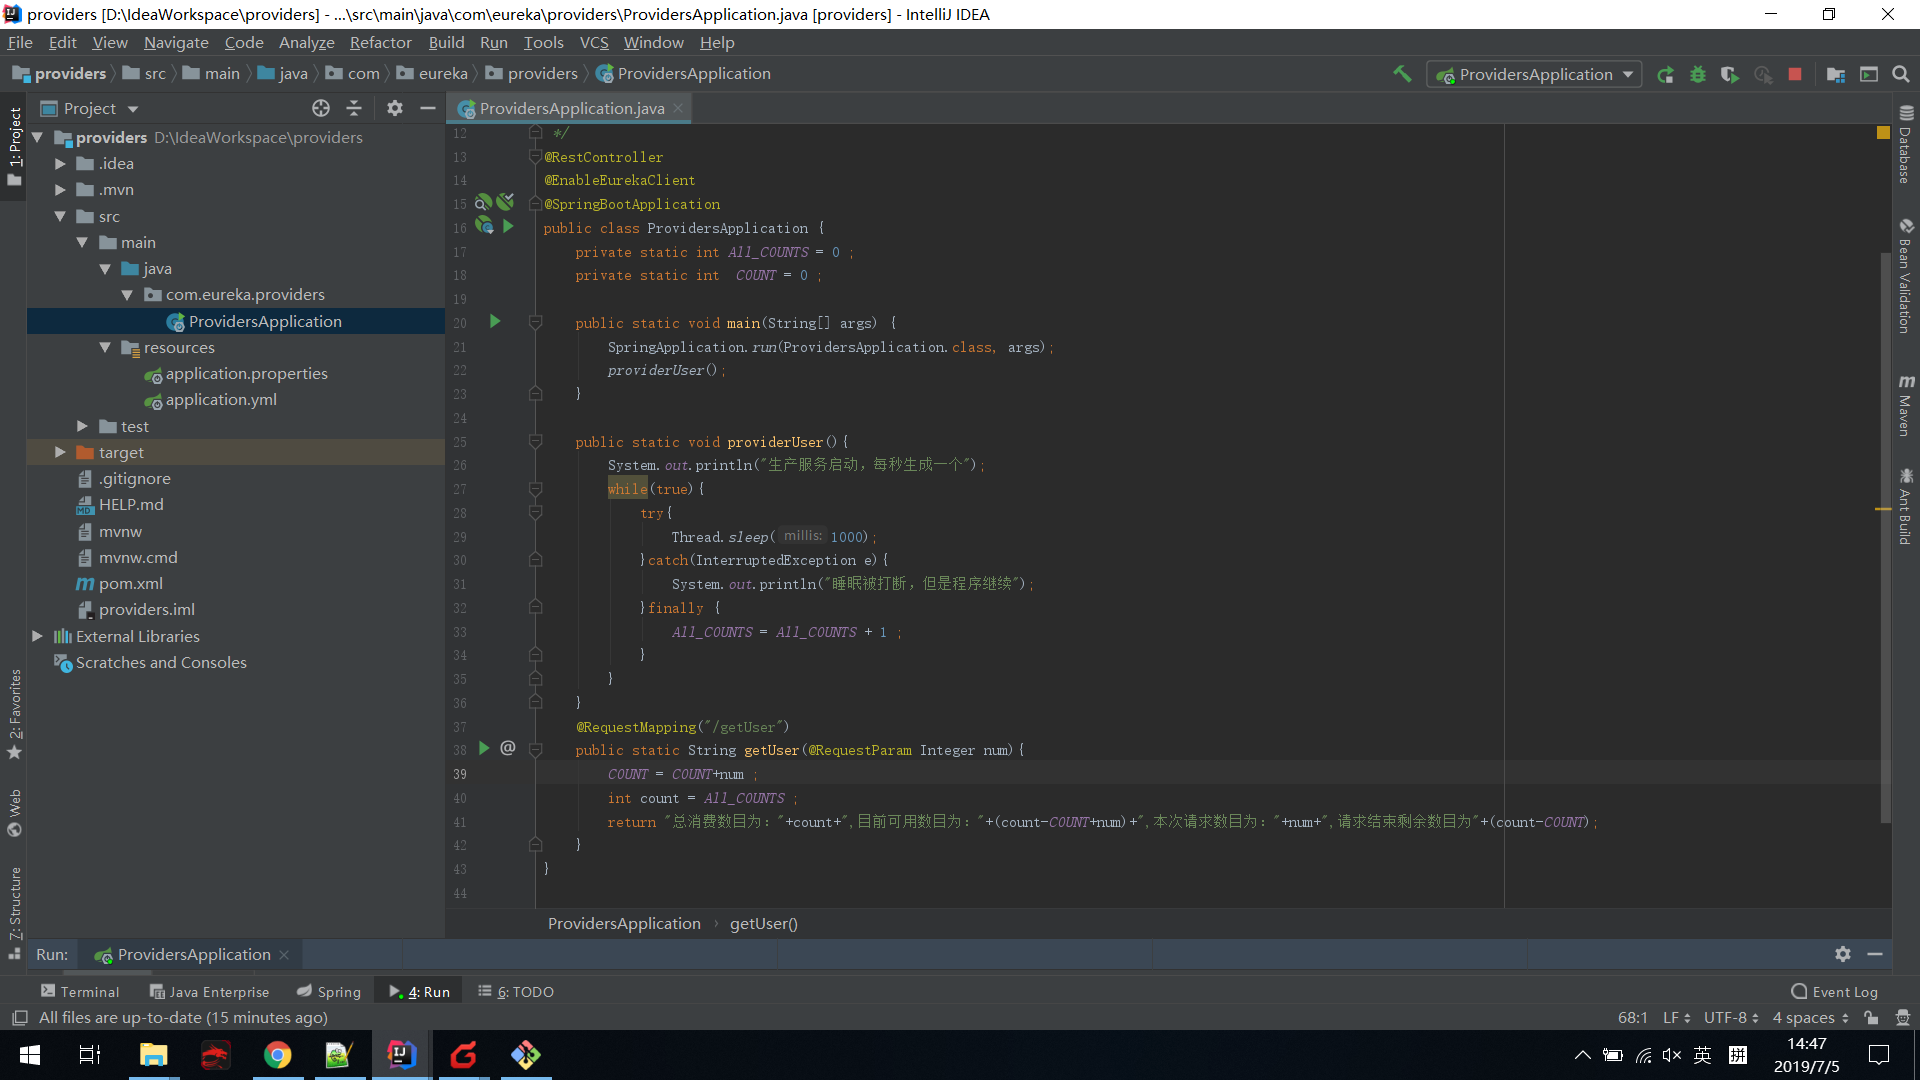 providers [D:\IdeaWorkspace\providers] - ...\src\main\java\com\eureka\providers\ProvidersApplication.java [providers] - IntelliJ IDEA
File Edit View Navigate Code Analyze Refactor Build Run Tools VCS Window Help
providers src main java com eureka providers ProvidersApplication
ProvidersApplication
Project
ProvidersApplication.java
1: Project
providers D:\IdeaWorkspace\providers
.idea
.mvn
src
main
java
com.eureka.providers
ProvidersApplication
resources
application.properties
application.yml
test
target
.gitignore
HELP.md
mvnw
mvnw.cmd
pom.xml
providers.iml
External Libraries
Scratches and Consoles
2: Favorites
Web
Z: Structure
12 */
13 @RestController
14 @EnableEurekaClient
15 @SpringBootApplication
16 public class ProvidersApplication {
17 private static int All_COUNTS = 0 ;
18 private static int  COUNT = 0 ;
19
20 public static void main(String[] args) {
21 SpringApplication.run(ProvidersApplication.class, args);
22 providerUser();
23 }
24
25 public static void providerUser(){
26 System.out.println("生产服务启动，每秒生成一个");
27 while(true){
28 try{
29 Thread.sleep( millis: 1000);
30 }catch(InterruptedException e){
31 System.out.println("睡眠被打断，但是程序继续");
32 }finally {
33 All_COUNTS = All_COUNTS + 1 ;
34 }
35 }
36 }
37 @RequestMapping("/getUser")
38 @ public static String getUser(@RequestParam Integer num){
39 COUNT = COUNT+num ;
40 int count = All_COUNTS ;
41 return "总消费数目为："+count+",目前可用数目为："+(count-COUNT+num)+",本次请求数目为："+num+",请求结束剩余数目为"+(count-COUNT);
42 }
43 }
44
Database
Bean Validation
Maven
Ant Build
ProvidersApplication › getUser()
Run: ProvidersApplication
Terminal Java Enterprise Spring 4: Run 6: TODO Event Log
All files are up-to-date (15 minutes ago) 68:1 LF UTF-8 4 spaces
英 拼 14:47
2019/7/5